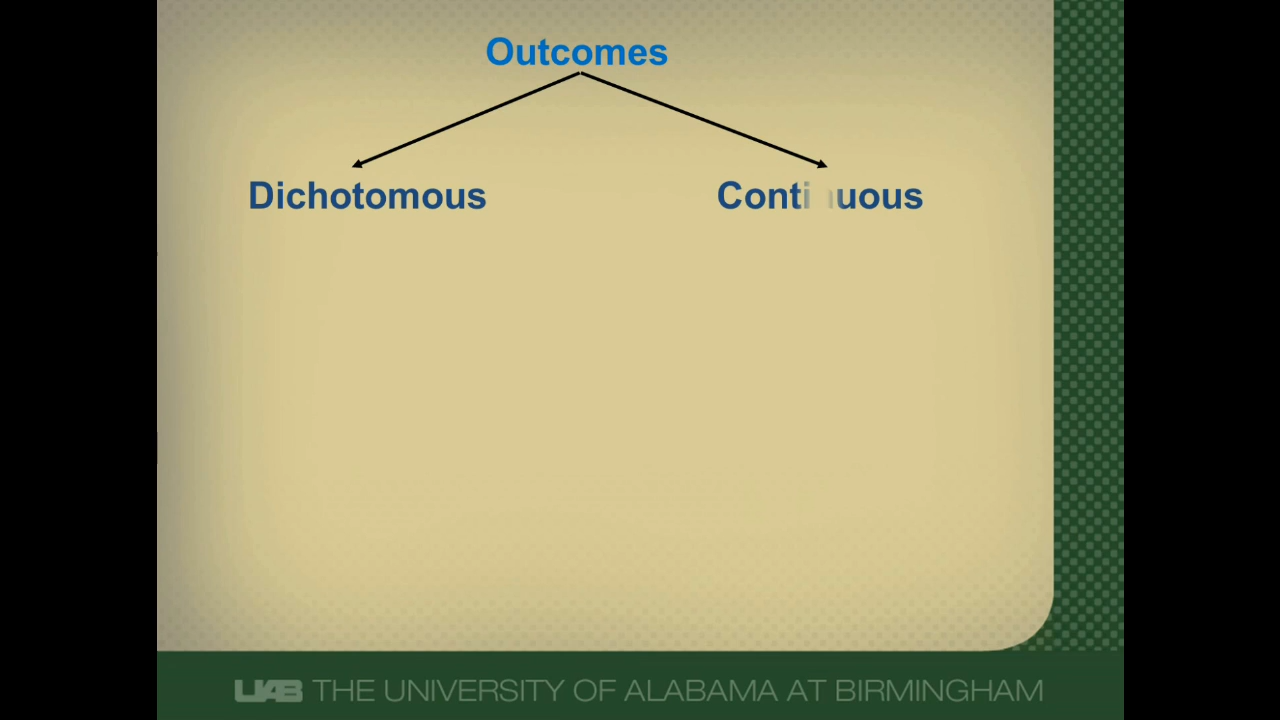 Outcomes
Dichotomous
Continuous
UAB THE UNIVERSITY OF ALABAMA AT BIRMINGHAM